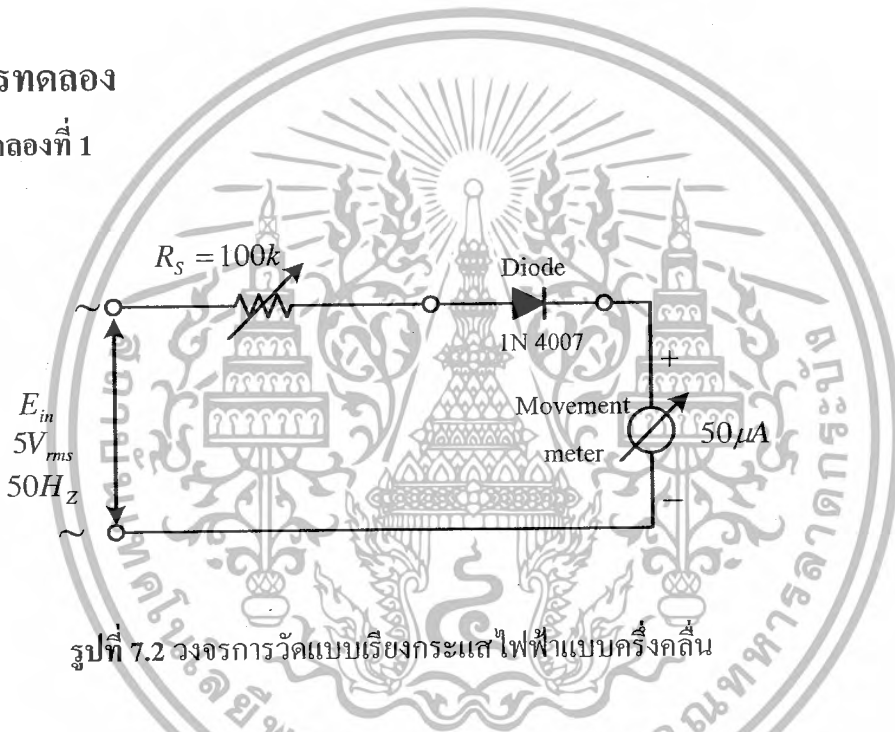 รทดลอง
ดลองที่ 1
R_S = 100k
Diode
1N 4007
+
E_in
5V_rms
50H_Z
Movement
meter
50μA
−
~
~
รูปที่ 7.2 วงจรการวัดแบบเรียงกระแสไฟฟ้าแบบครึ่งคลื่น